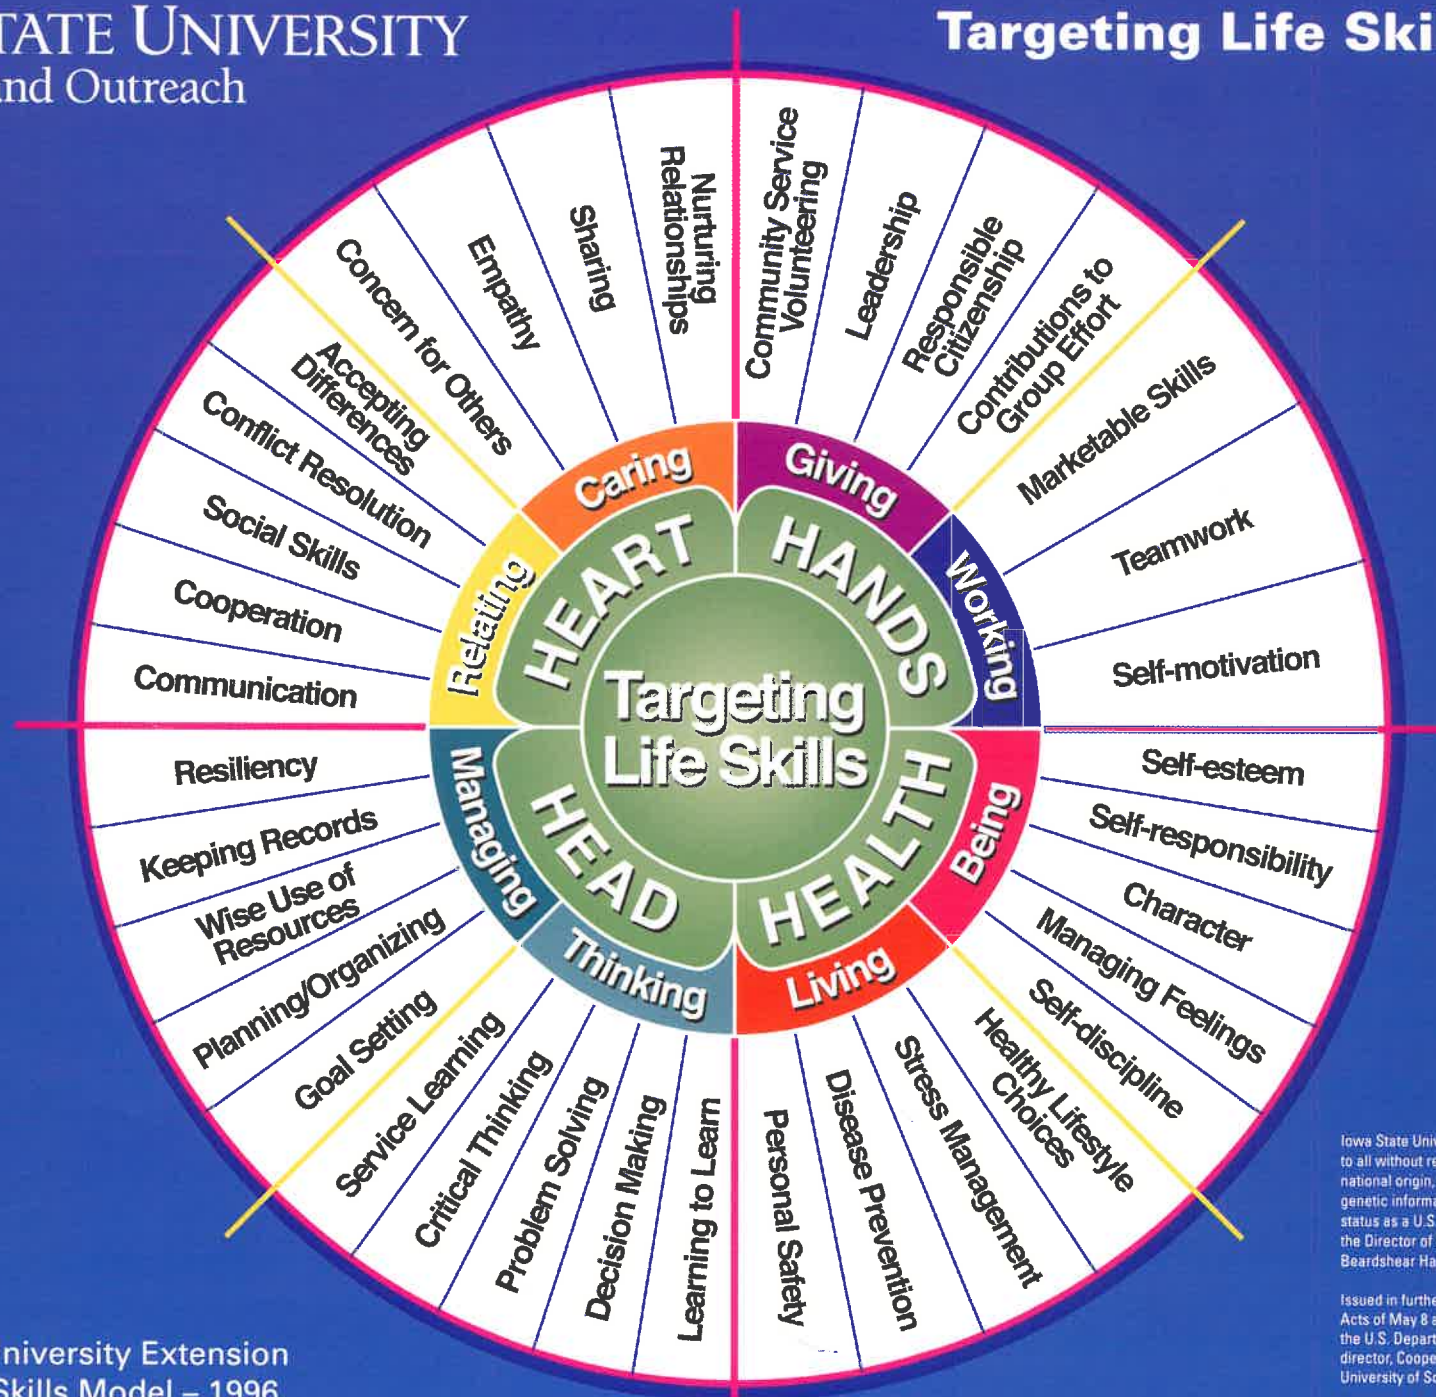 TATE UNIVERSITY
and Outreach
Targeting Life Ski
Nurturing
Relationships
Sharing
Empathy
Concern for Others
Accepting
Differences
Conflict Resolution
Social Skills
Cooperation
Communication
Community Service
Volunteering
Leadership
Responsible
Citizenship
Contributions to
Group Effort
Marketable Skills
Teamwork
Self-motivation
Self-esteem
Self-responsibility
Character
Managing Feelings
Self-discipline
Healthy Lifestyle
Choices
Stress Management
Disease Prevention
Personal Safety
Learning to Learn
Decision Making
Problem Solving
Critical Thinking
Service Learning
Goal Setting
Planning/Organizing
Wise Use of
Resources
Keeping Records
Resiliency
Caring
Giving
Relating
Working
Managing
Being
Thinking
Living
HEART
HANDS
HEAD
HEALTH
Targeting
Life Skills
niversity Extension
Skills Model – 1996
Iowa State Univ
to all without re
national origin,
genetic informa
status as a U.S.
the Director of
Beardshear Ha
Issued in furthe
Acts of May 8 a
the U.S. Depart
director, Coope
University of Sc